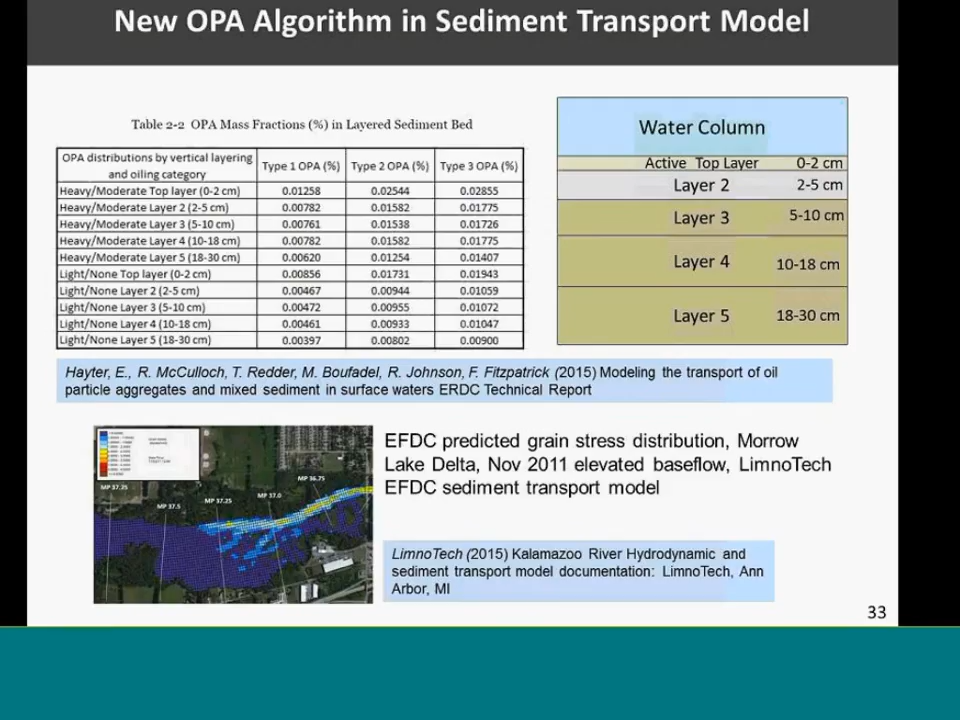 New OPA Algorithm in Sediment Transport Model
Table 2-2 OPA Mass Fractions (%) in Layered Sediment Bed
OPA distributions by vertical layering and oiling category Type 1 OPA (%) Type 2 OPA (%) Type 3 OPA (%)
Heavy/Moderate Top layer (0-2 cm) 0.01258 0.02544 0.02855
Heavy/Moderate Layer 2 (2-5 cm) 0.00782 0.01582 0.01775
Heavy/Moderate Layer 3 (5-10 cm) 0.00761 0.01538 0.01726
Heavy/Moderate Layer 4 (10-18 cm) 0.00782 0.01582 0.01775
Heavy/Moderate Layer 5 (18-30 cm) 0.00620 0.01254 0.01407
Light/None Top layer (0-2 cm) 0.00856 0.01731 0.01943
Light/None Layer 2 (2-5 cm) 0.00467 0.00944 0.01059
Light/None Layer 3 (5-10 cm) 0.00472 0.00955 0.01072
Light/None Layer 4 (10-18 cm) 0.00461 0.00933 0.01047
Light/None Layer 5 (18-30 cm) 0.00397 0.00802 0.00900
Water Column
Active Top Layer 0-2 cm
Layer 2 2-5 cm
Layer 3 5-10 cm
Layer 4 10-18 cm
Layer 5 18-30 cm
Hayter, E., R. McCulloch, T. Redder, M. Boufadel, R. Johnson, F. Fitzpatrick (2015) Modeling the transport of oil
particle aggregates and mixed sediment in surface waters ERDC Technical Report
MP 37.25
MP 37.5
MP 37.25
MP 37.0
MP 36.75
EFDC predicted grain stress distribution, Morrow
Lake Delta, Nov 2011 elevated baseflow, LimnoTech
EFDC sediment transport model
LimnoTech (2015) Kalamazoo River Hydrodynamic and
sediment transport model documentation: LimnoTech, Ann
Arbor, MI
33